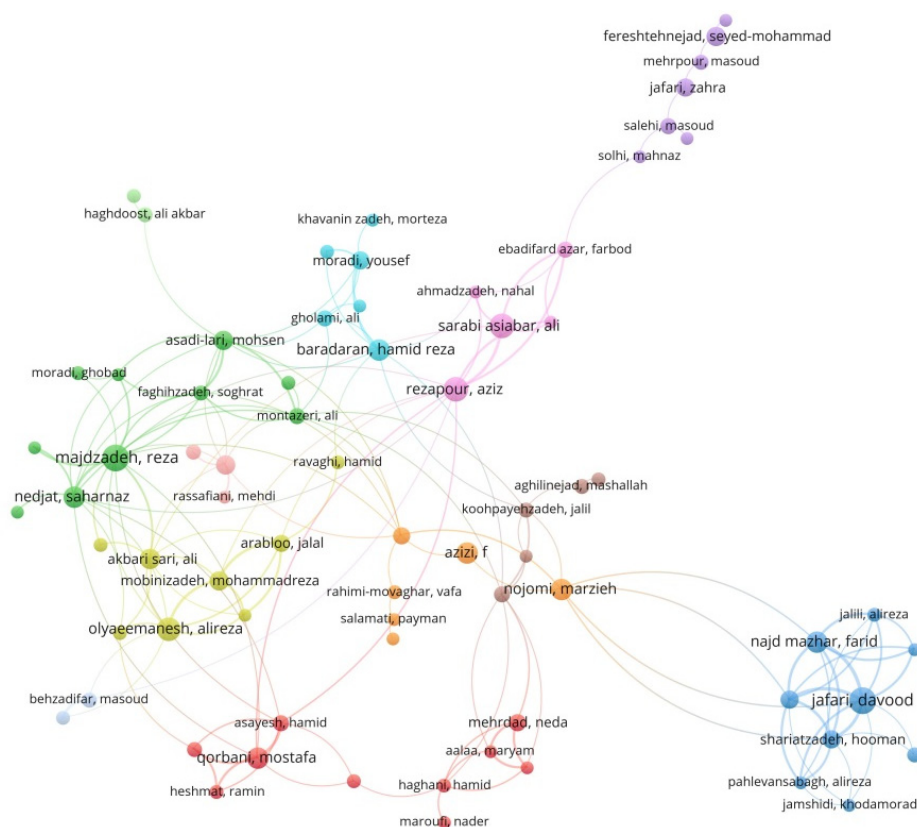 fereshtehnejad, seyed-mohammad
mehrpour, masoud
jafari, zahra
salehi, masoud
solhi, mahnaz
haghdoost, ali akbar
khavanin zadeh, morteza
ebadifard azar, farbod
moradi, yousef
ahmadzadeh, nahal
gholami, ali
sarabi asiabar, ali
asadi-lari, mohsen
baradaran, hamid reza
moradi, ghobad
rezapour, aziz
faghihzadeh, soghrat
montazeri, ali
majdzadeh, reza
ravaghi, hamid
aghilinejad, mashallah
nedjat, saharnaz
rassafiani, mehdi
koohpayehzadeh, jalil
arabloo, jalal
akbari sari, ali
azizi, f
mobinizadeh, mohammadreza
nojomi, marzieh
rahimi-movaghar, vafa
jalili, alireza
salamati, payman
olyaeemanesh, alireza
najd mazhar, farid
behzadifar, masoud
jafari, davood
asayesh, hamid
mehrdad, neda
shariatzadeh, hooman
aalaa, maryam
qorbani, mostafa
pahlevansabagh, alireza
haghani, hamid
heshmat, ramin
jamshidi, khodamorad
maroufi, nader